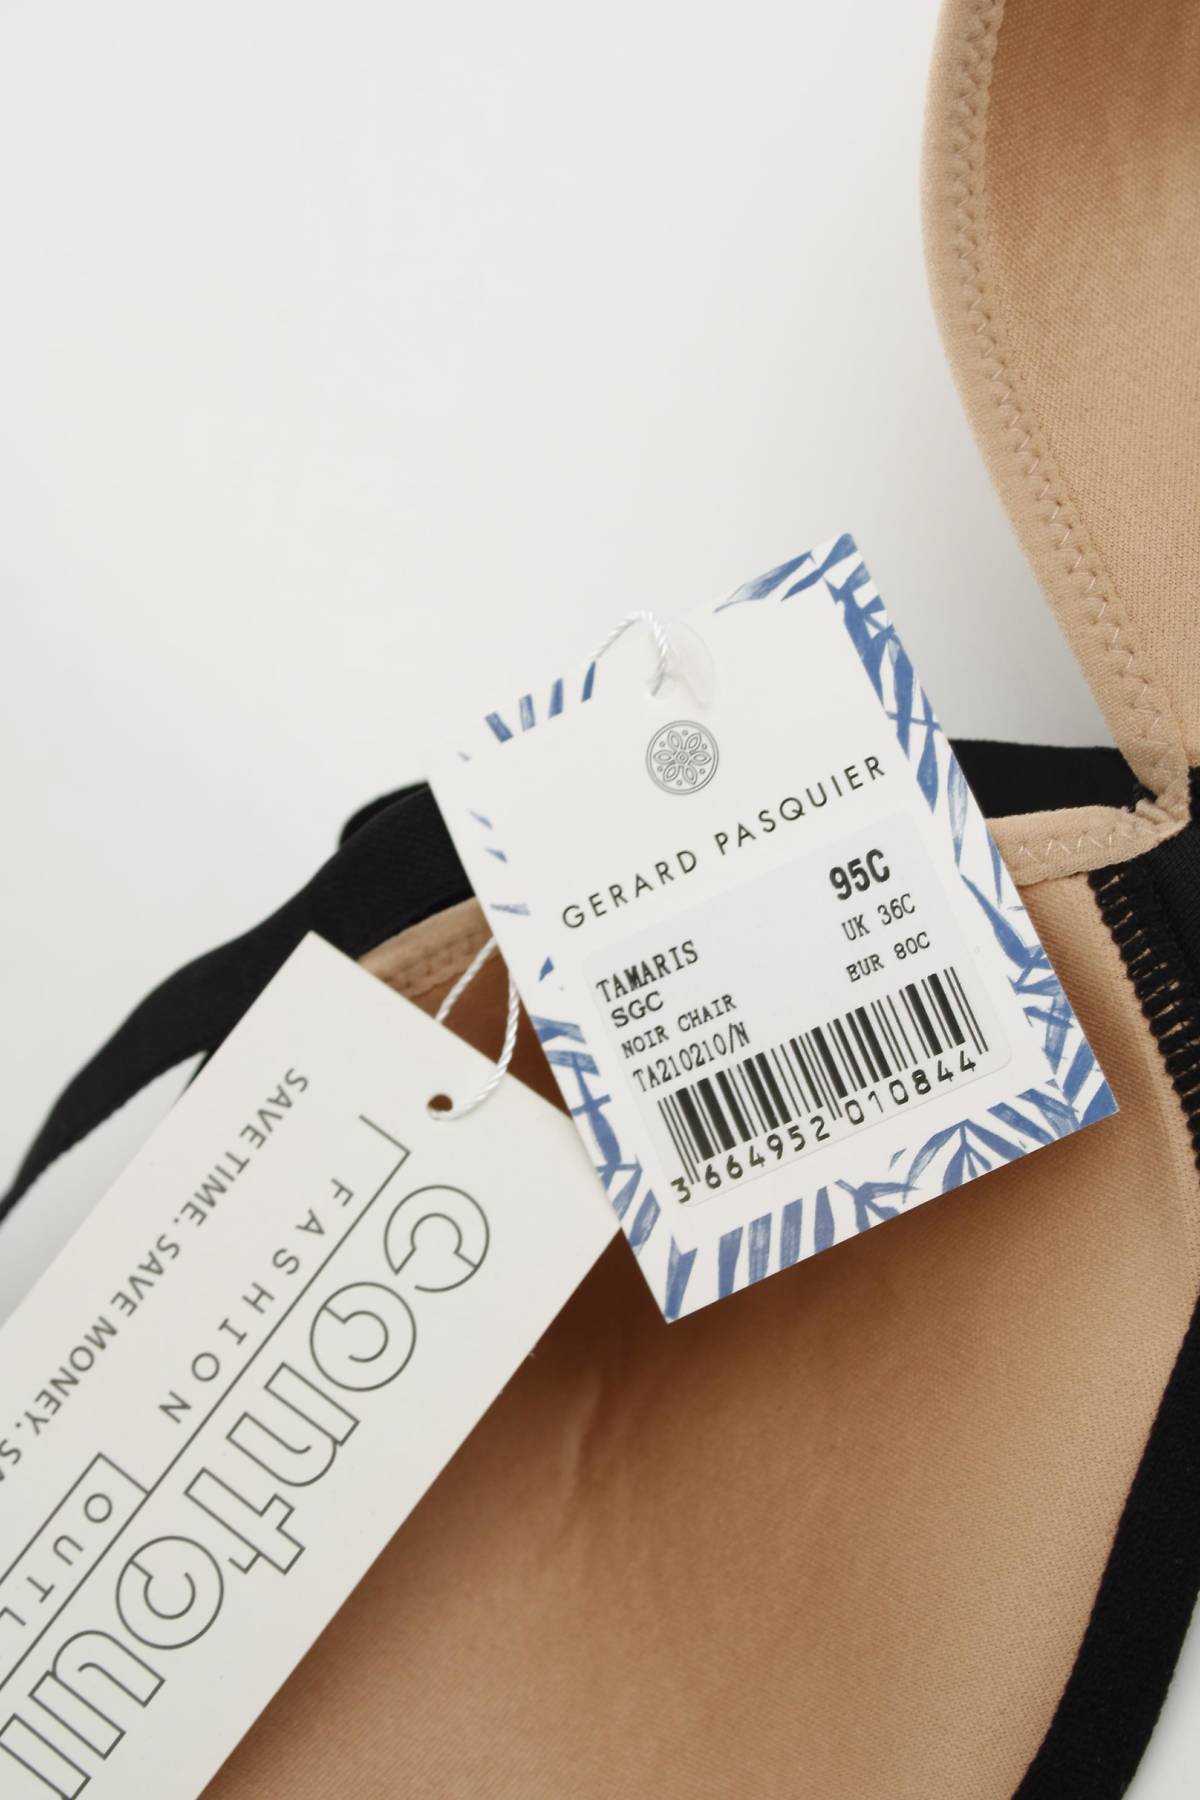 GERARD PASQUIER
95C
UK 36C
EUR 80C
TAMARIS
SGC
NOIR CHAIR
TA210210/N
3 664952 010844
contour
FASHION
SAVE TIME. SAVE MONEY.